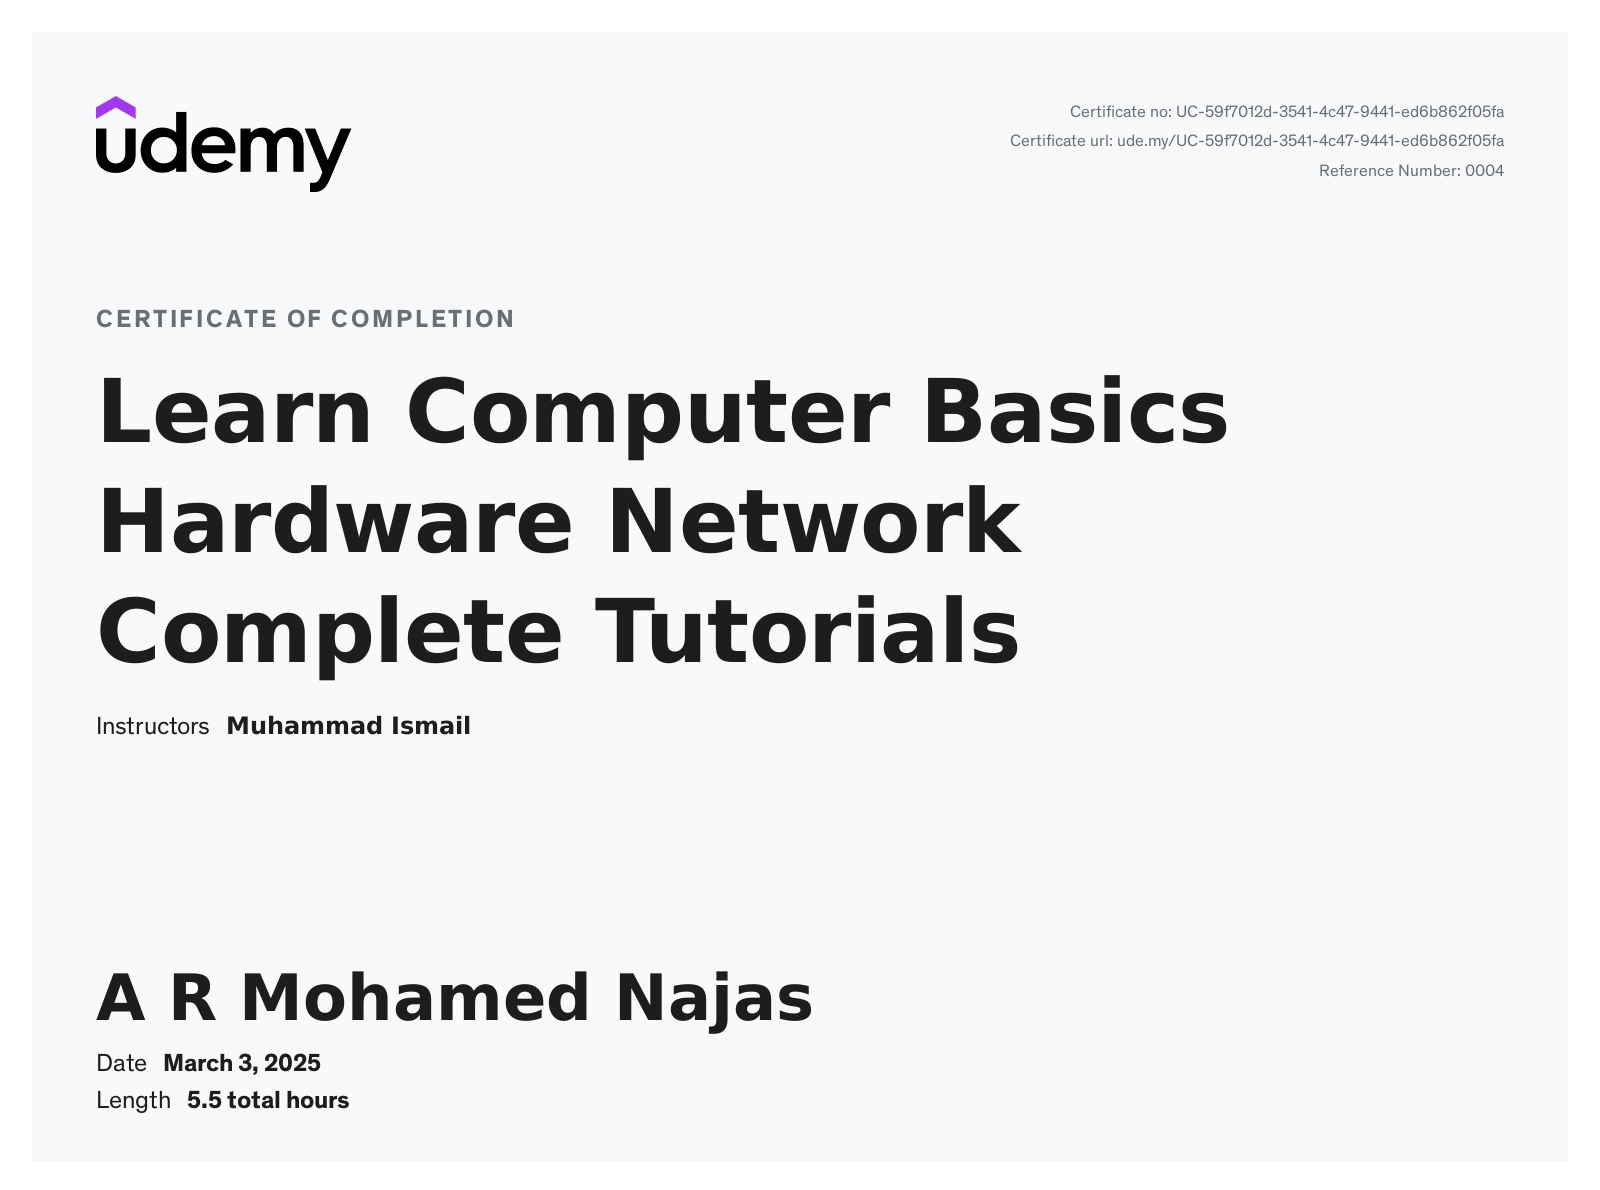 udemy
Certificate no: UC-59f7012d-3541-4c47-9441-ed6b862f05fa
Certificate url: ude.my/UC-59f7012d-3541-4c47-9441-ed6b862f05fa
Reference Number: 0004
CERTIFICATE OF COMPLETION
Learn Computer Basics
Hardware Network
Complete Tutorials
Instructors Muhammad Ismail
A R Mohamed Najas
Date March 3, 2025
Length 5.5 total hours